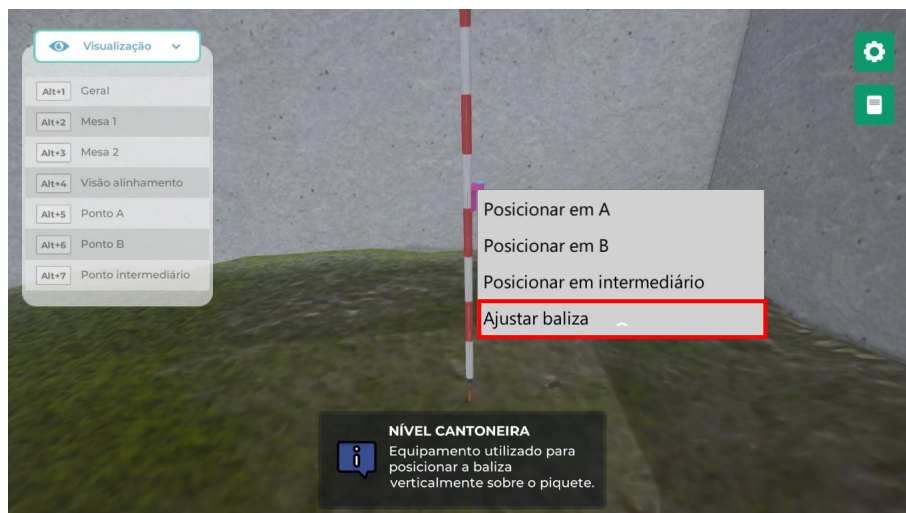 Visualização
Alt+1 Geral
Alt+2 Mesa 1
Alt+3 Mesa 2
Alt+4 Visão alinhamento
Alt+5 Ponto A
Alt+6 Ponto B
Alt+7 Ponto intermediário
Posicionar em A
Posicionar em B
Posicionar em intermediário
Ajustar baliza
NÍVEL CANTONEIRA
Equipamento utilizado para
posicionar a baliza
verticalmente sobre o piquete.